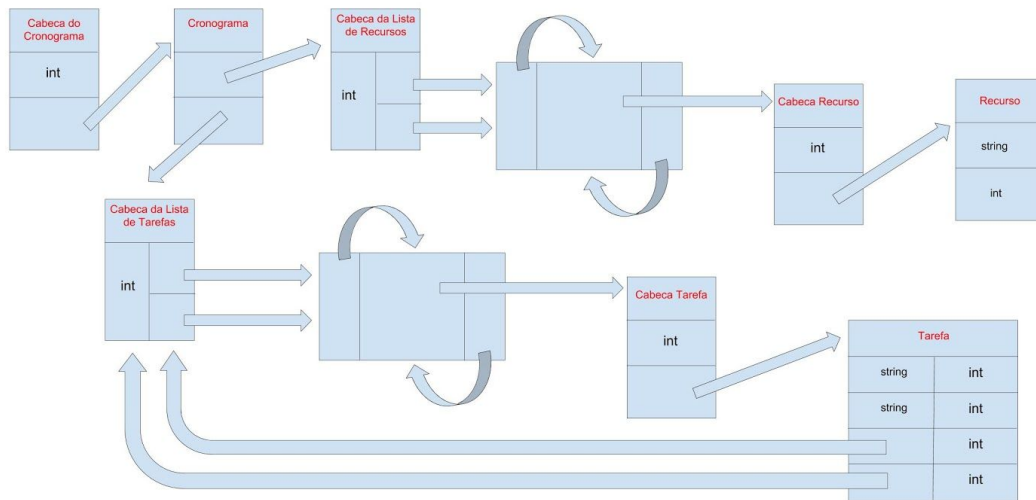 Cabeca do
Cronograma
int
Cronograma
Cabeca da Lista
de Recursos
int
Cabeca Recurso
int
Recurso
string
int
Cabeca da Lista
de Tarefas
int
Cabeca Tarefa
int
Tarefa
string int
string int
int
int